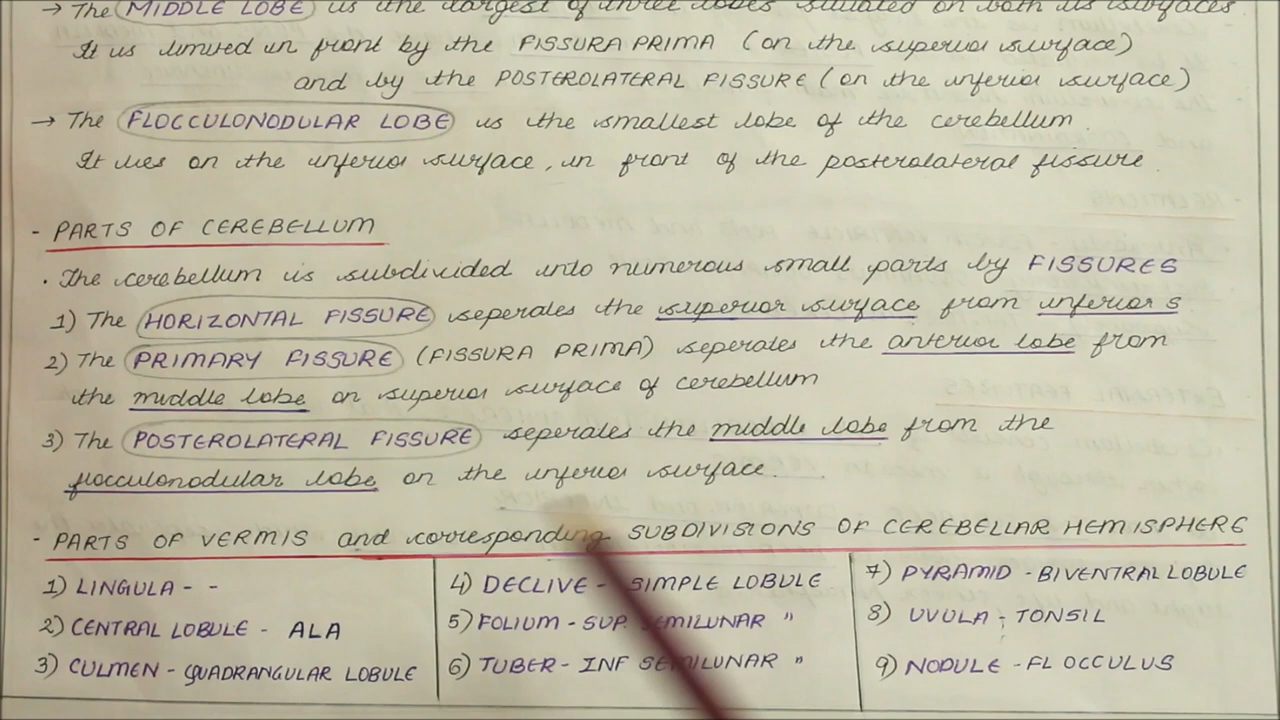 → The MIDDLE LOBE is the largest of three lobes situated on both its surfaces
It is limited in front by the FISSURA PRIMA (on the superior surface)
and by the POSTEROLATERAL FISSURE (on the inferior surface)
→ The FLOCCULONODULAR LOBE is the smallest lobe of the cerebellum
It lies on the inferior surface, in front of the posterolateral fissure
- PARTS OF CEREBELLUM
. The cerebellum is subdivided into numerous small parts by FISSURES
1) The HORIZONTAL FISSURE seperates the superior surface from inferior s
2) The PRIMARY FISSURE (FISSURA PRIMA) seperates the anterior lobe from
the middle lobe on superior surface of cerebellum
3) The POSTEROLATERAL FISSURE seperates the middle lobe from the
flocculonodular lobe on the inferior surface.
- PARTS OF VERMIS and corresponding SUBDIVISIONS OF CEREBELLAR HEMISPHERE
1) LINGULA - -
2) CENTRAL LOBULE - ALA
3) CULMEN - QUADRANGULAR LOBULE
4) DECLIVE - SIMPLE LOBULE
5) FOLIUM - SUP. SEMILUNAR "
6) TUBER - INF SEMILUNAR "
7) PYRAMID - BIVENTRAL LOBULE
8) UVULA - TONSIL
9) NODULE - FLOCCULUS